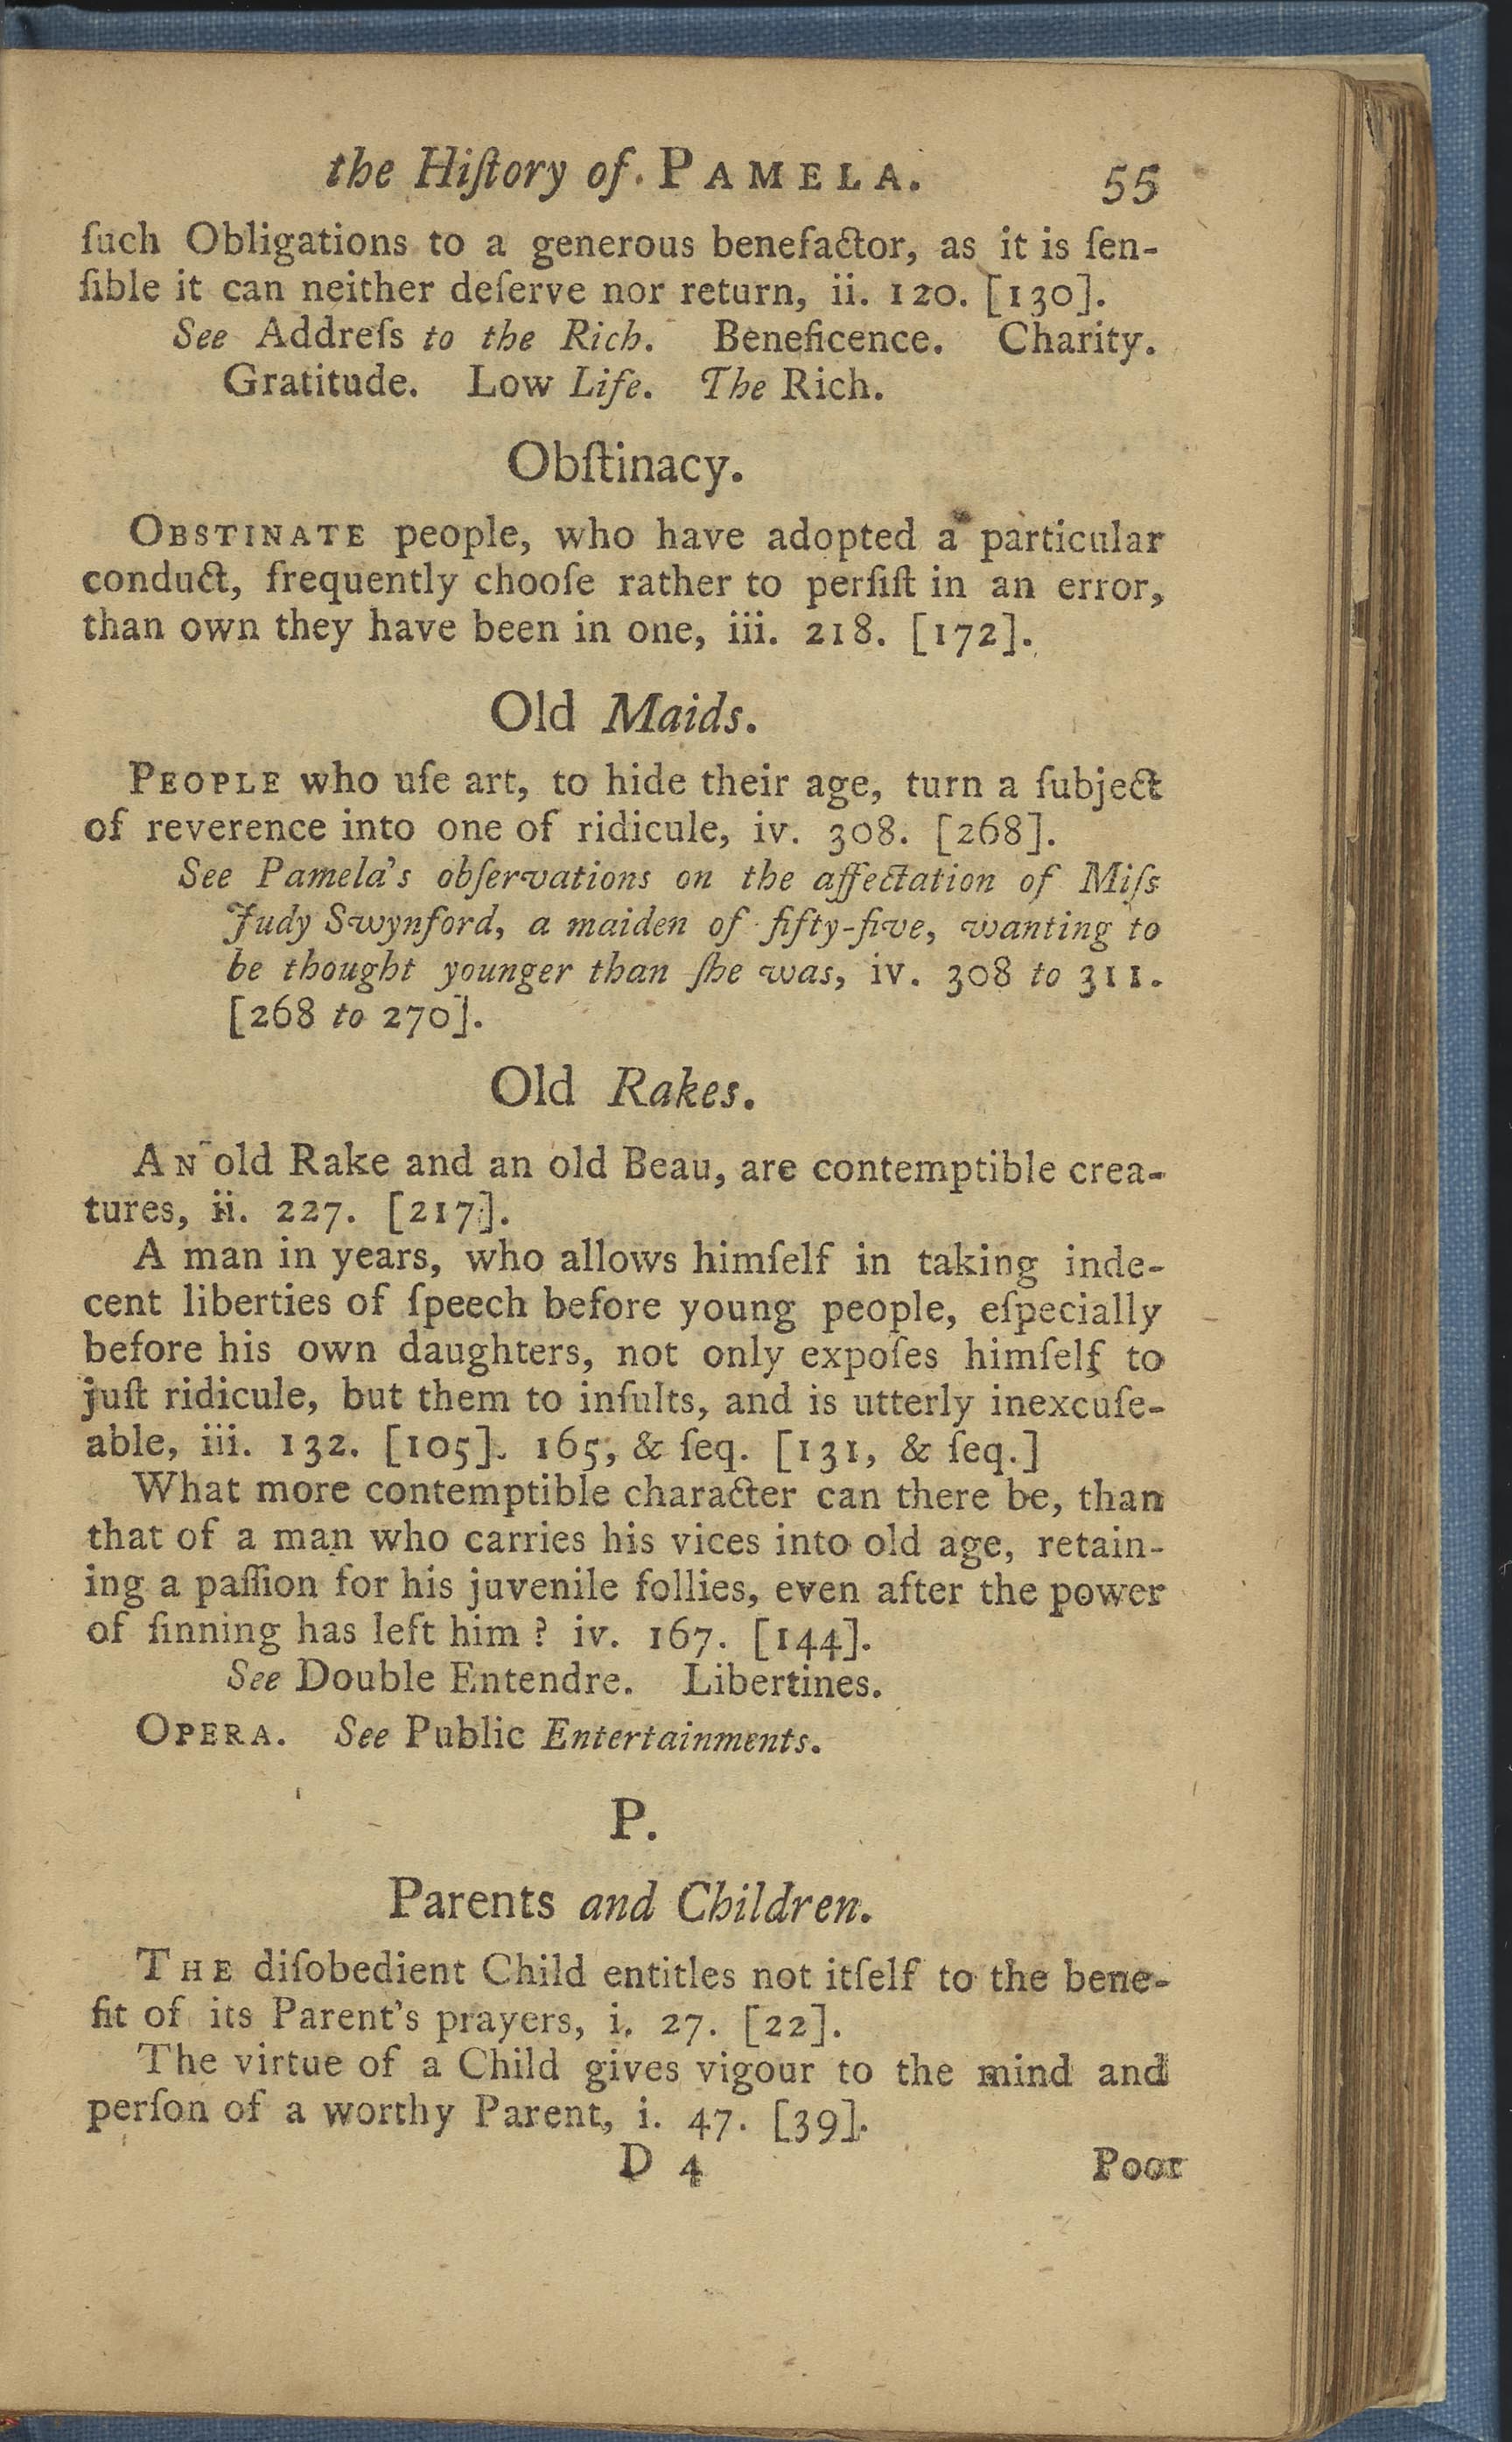 the Hiſtory of. PAMELA. 55
ſuch Obligations to a generous benefactor, as it is ſen-
ſible it can neither deſerve nor return, ii. 120. [130].
See Addreſs to the Rich. Beneficence. Charity.
Gratitude. Low Life. The Rich.
Obſtinacy.
OBSTINATE people, who have adopted a particular
conduct, frequently chooſe rather to perſiſt in an error,
than own they have been in one, iii. 218. [172].
Old Maids.
PEOPLE who uſe art, to hide their age, turn a ſubject
of reverence into one of ridicule, iv. 308. [268].
See Pamela's obſervations on the affectation of Miſs
Judy Swynford, a maiden of fifty-five, wanting to
be thought younger than ſhe was, iv. 308 to 311.
[268 to 270].
Old Rakes.
AN old Rake and an old Beau, are contemptible crea-
tures, ii. 227. [217].
A man in years, who allows himſelf in taking inde-
cent liberties of ſpeech before young people, eſpecially
before his own daughters, not only expoſes himſelf to
juſt ridicule, but them to inſults, and is utterly inexcuſe-
able, iii. 132. [105]. 165, & ſeq. [131, & ſeq.]
What more contemptible character can there be, than
that of a man who carries his vices into old age, retain-
ing a paſſion for his juvenile follies, even after the power
of ſinning has left him ? iv. 167. [144].
See Double Entendre. Libertines.
OPERA. See Public Entertainments.
P.
Parents and Children.
THE diſobedient Child entitles not itſelf to the bene-
fit of its Parent's prayers, i. 27. [22].
The virtue of a Child gives vigour to the mind and
perſon of a worthy Parent, i. 47. [39].
D 4 Poor